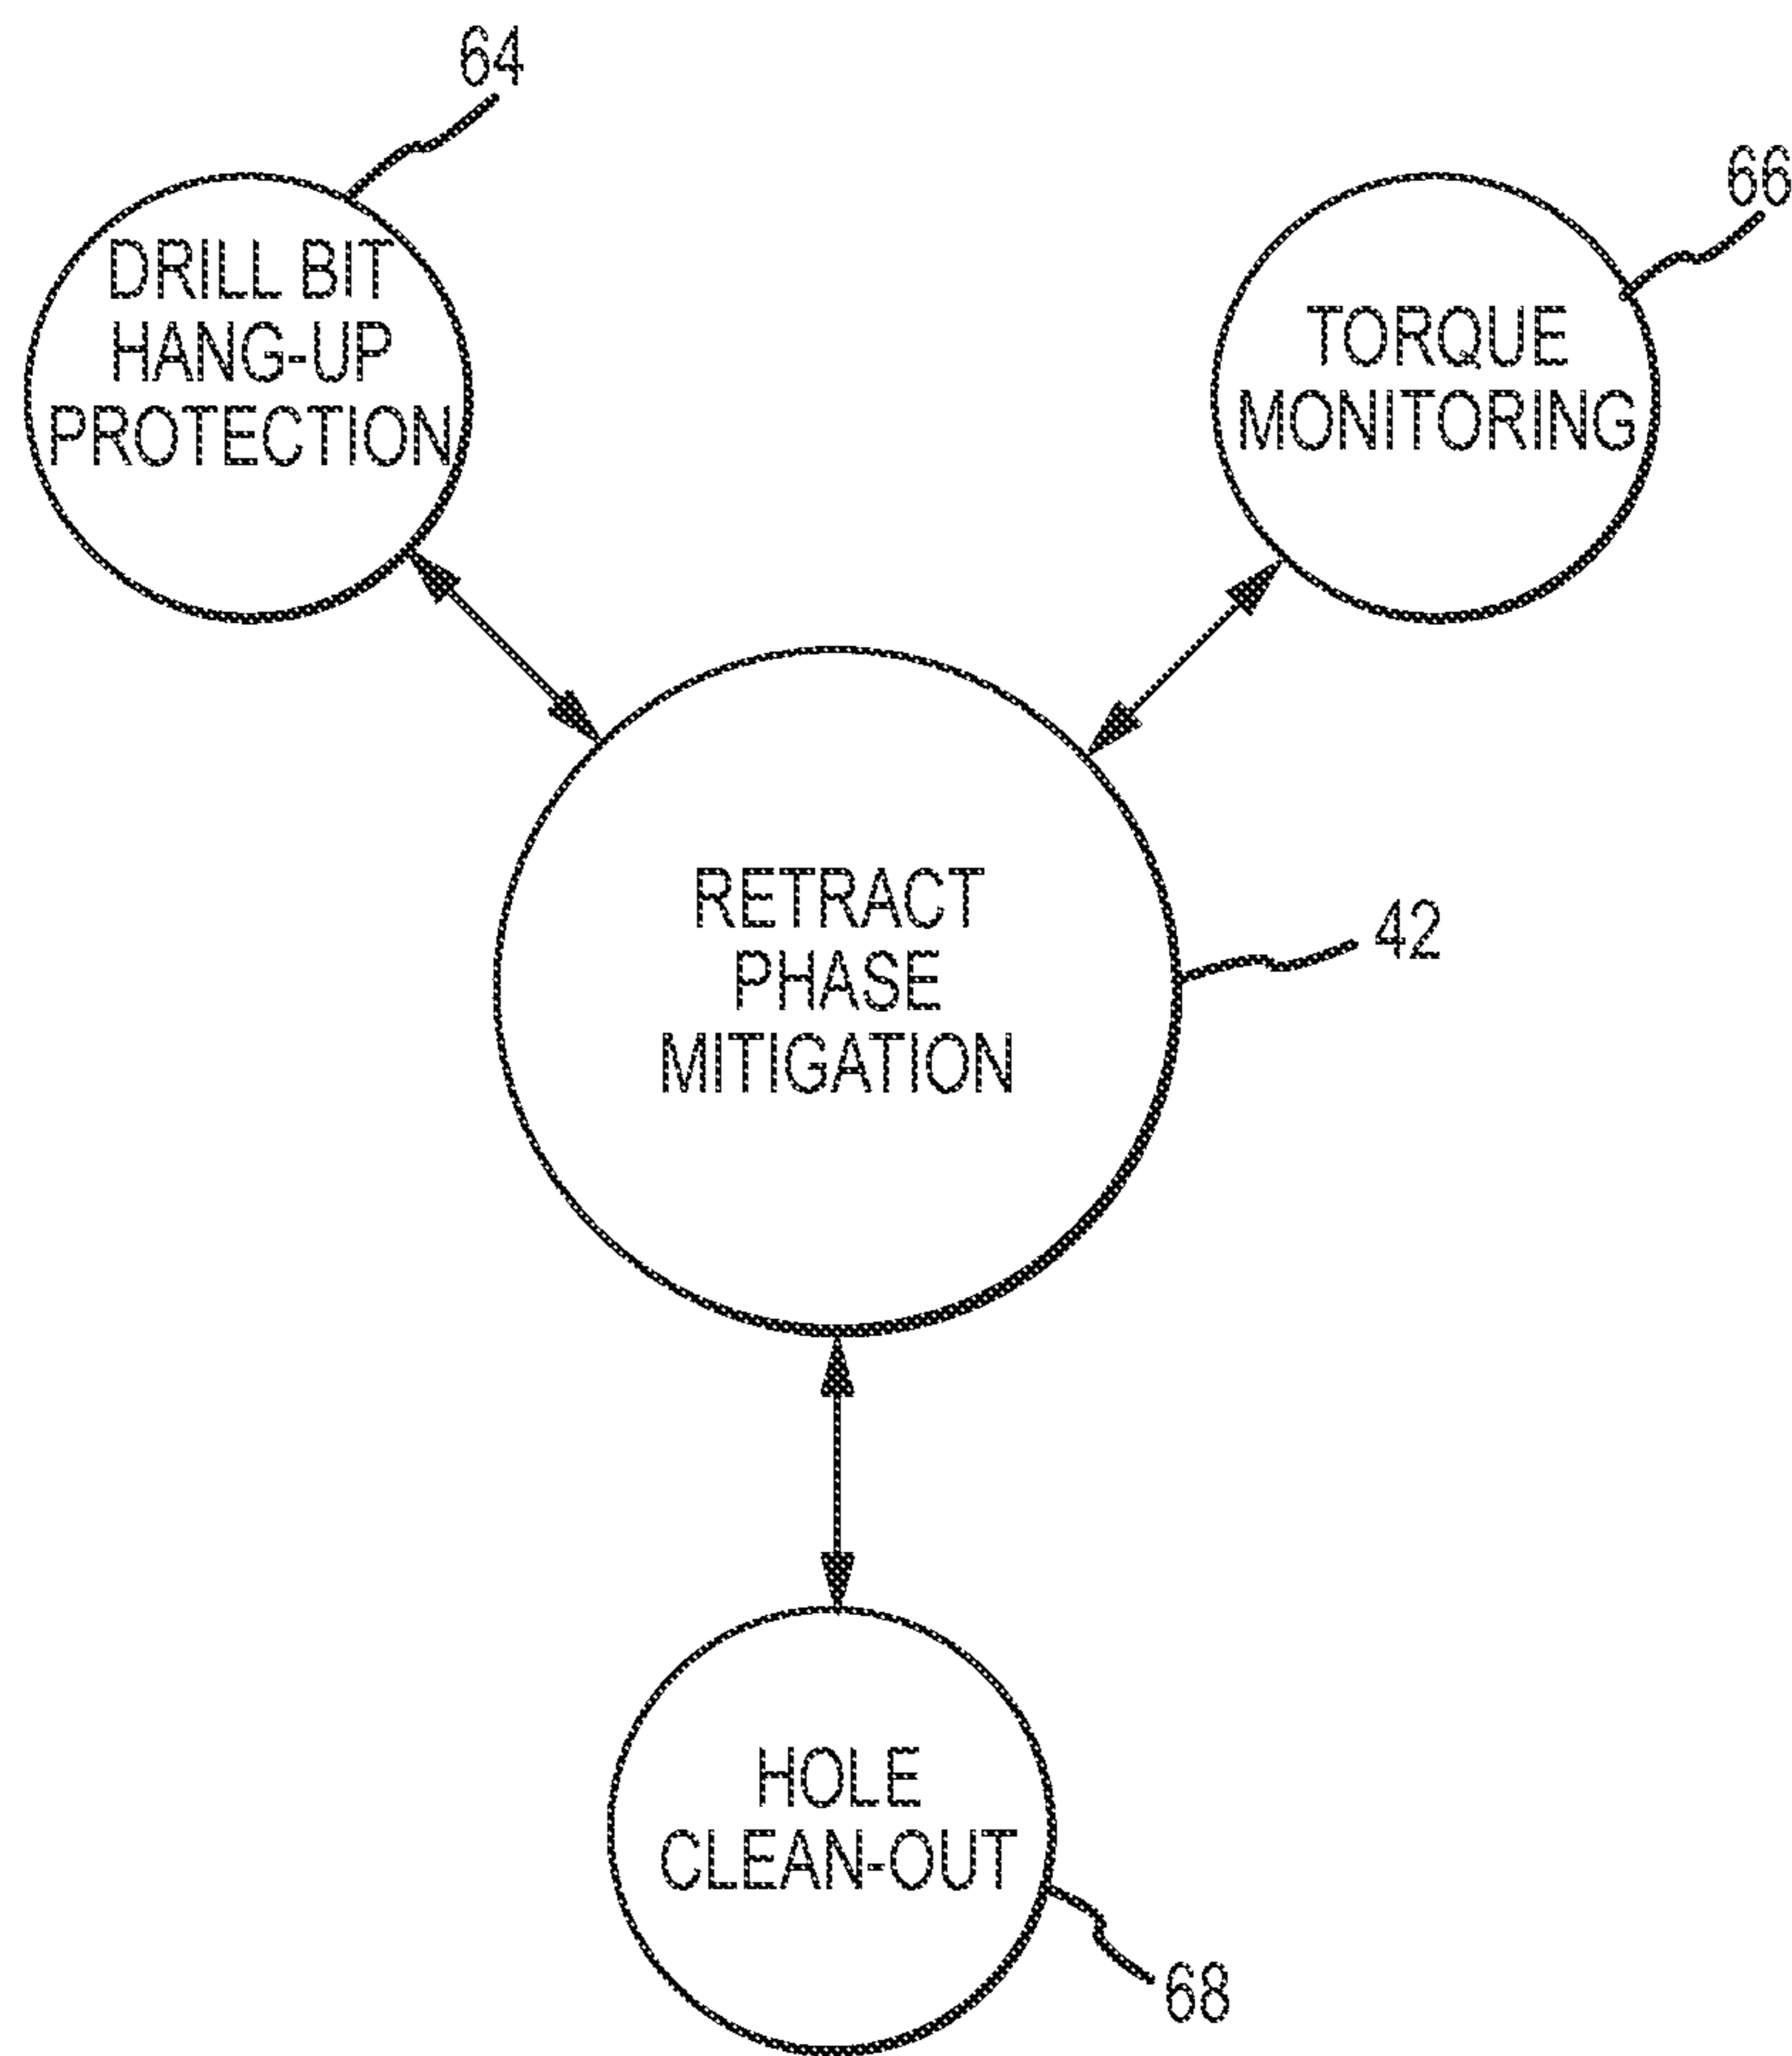 64
DRILL BIT
HANG-UP
PROTECTION
66
TORQUE
MONITORING
RETRACT
PHASE
MITIGATION
42
HOLE
CLEAN-OUT
68